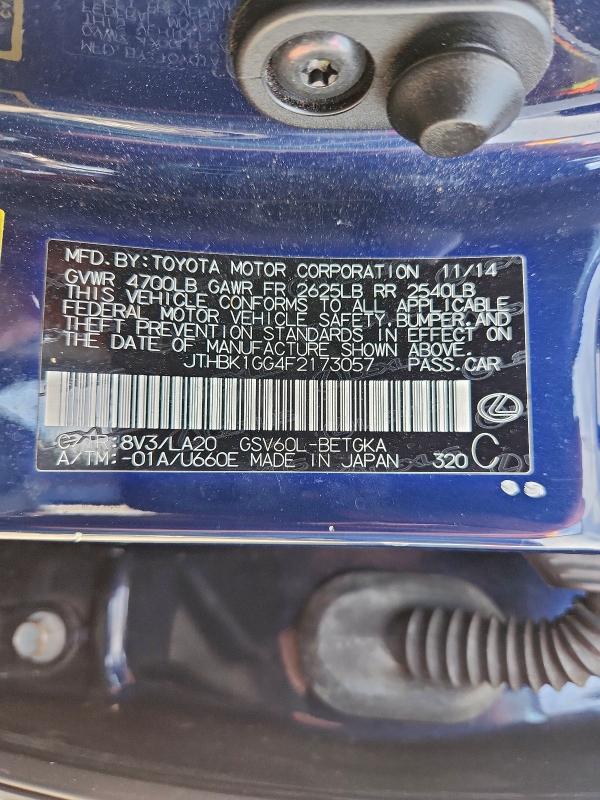 MFD. BY: TOYOTA MOTOR CORPORATION 11/14
GVWR 4700LB GAWR FR 2625LB RR 2540LB
THIS VEHICLE CONFORMS TO ALL APPLICABLE
FEDERAL MOTOR VEHICLE SAFETY, BUMPER, AND
THEFT PREVENTION STANDARDS IN EFFECT ON
THE DATE OF MANUFACTURE SHOWN ABOVE.
JTHBK1GG4F2173057 PASS. CAR
C/TR: 8V3/LA20 GSV60L-BETGKA
A/TM: -01A/U660E MADE IN JAPAN 320 C